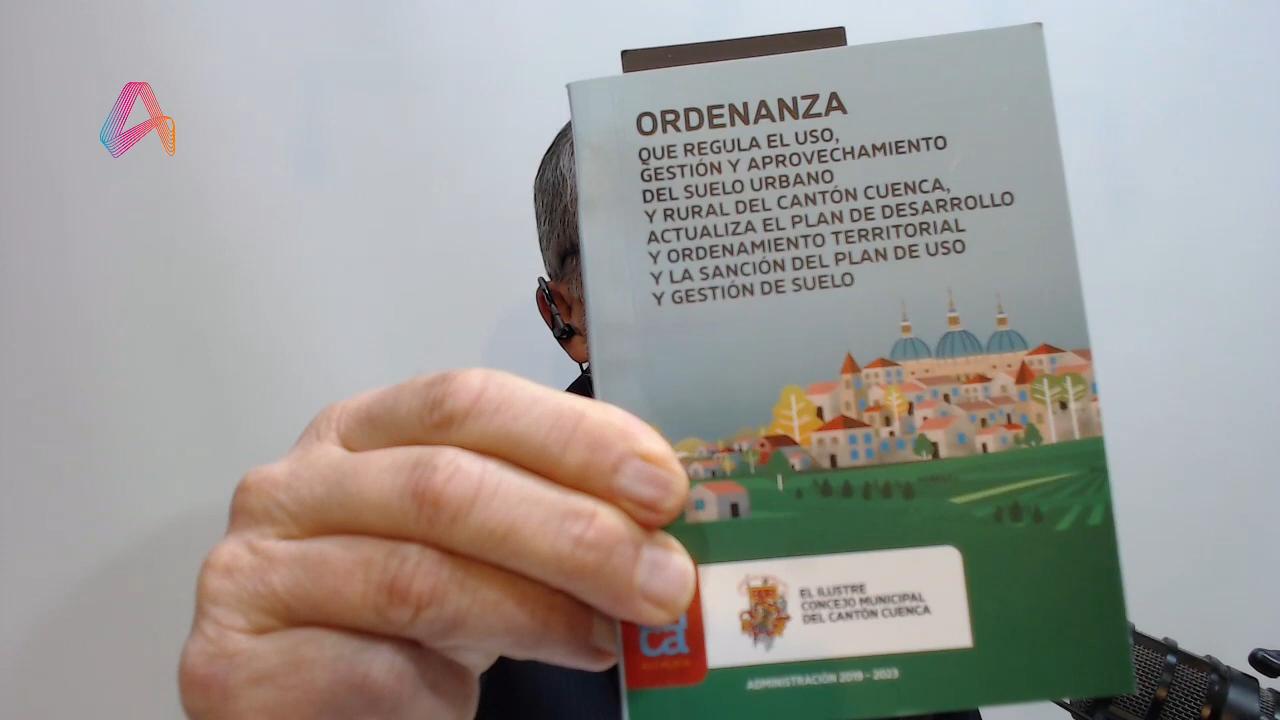 ORDENANZA
QUE REGULA EL USO,
GESTIÓN Y APROVECHAMIENTO
DEL SUELO URBANO
Y RURAL DEL CANTÓN CUENCA,
ACTUALIZA EL PLAN DE DESARROLLO
Y ORDENAMIENTO TERRITORIAL
Y LA SANCIÓN DEL PLAN DE USO
Y GESTIÓN DE SUELO
EL ILUSTRE
CONCEJO MUNICIPAL
DEL CANTÓN CUENCA
ca
ADMINISTRACIÓN 2019 - 2023